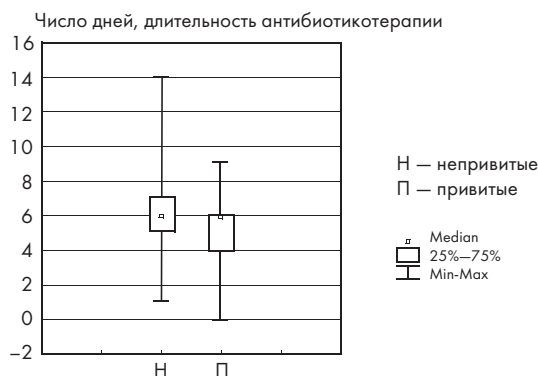 Число дней, длительность антибиотикотерапии
16
14
12
10
8
6
4
2
0
–2
Н П
Н — непривитые
П — привитые
Median
25%—75%
Min-Max